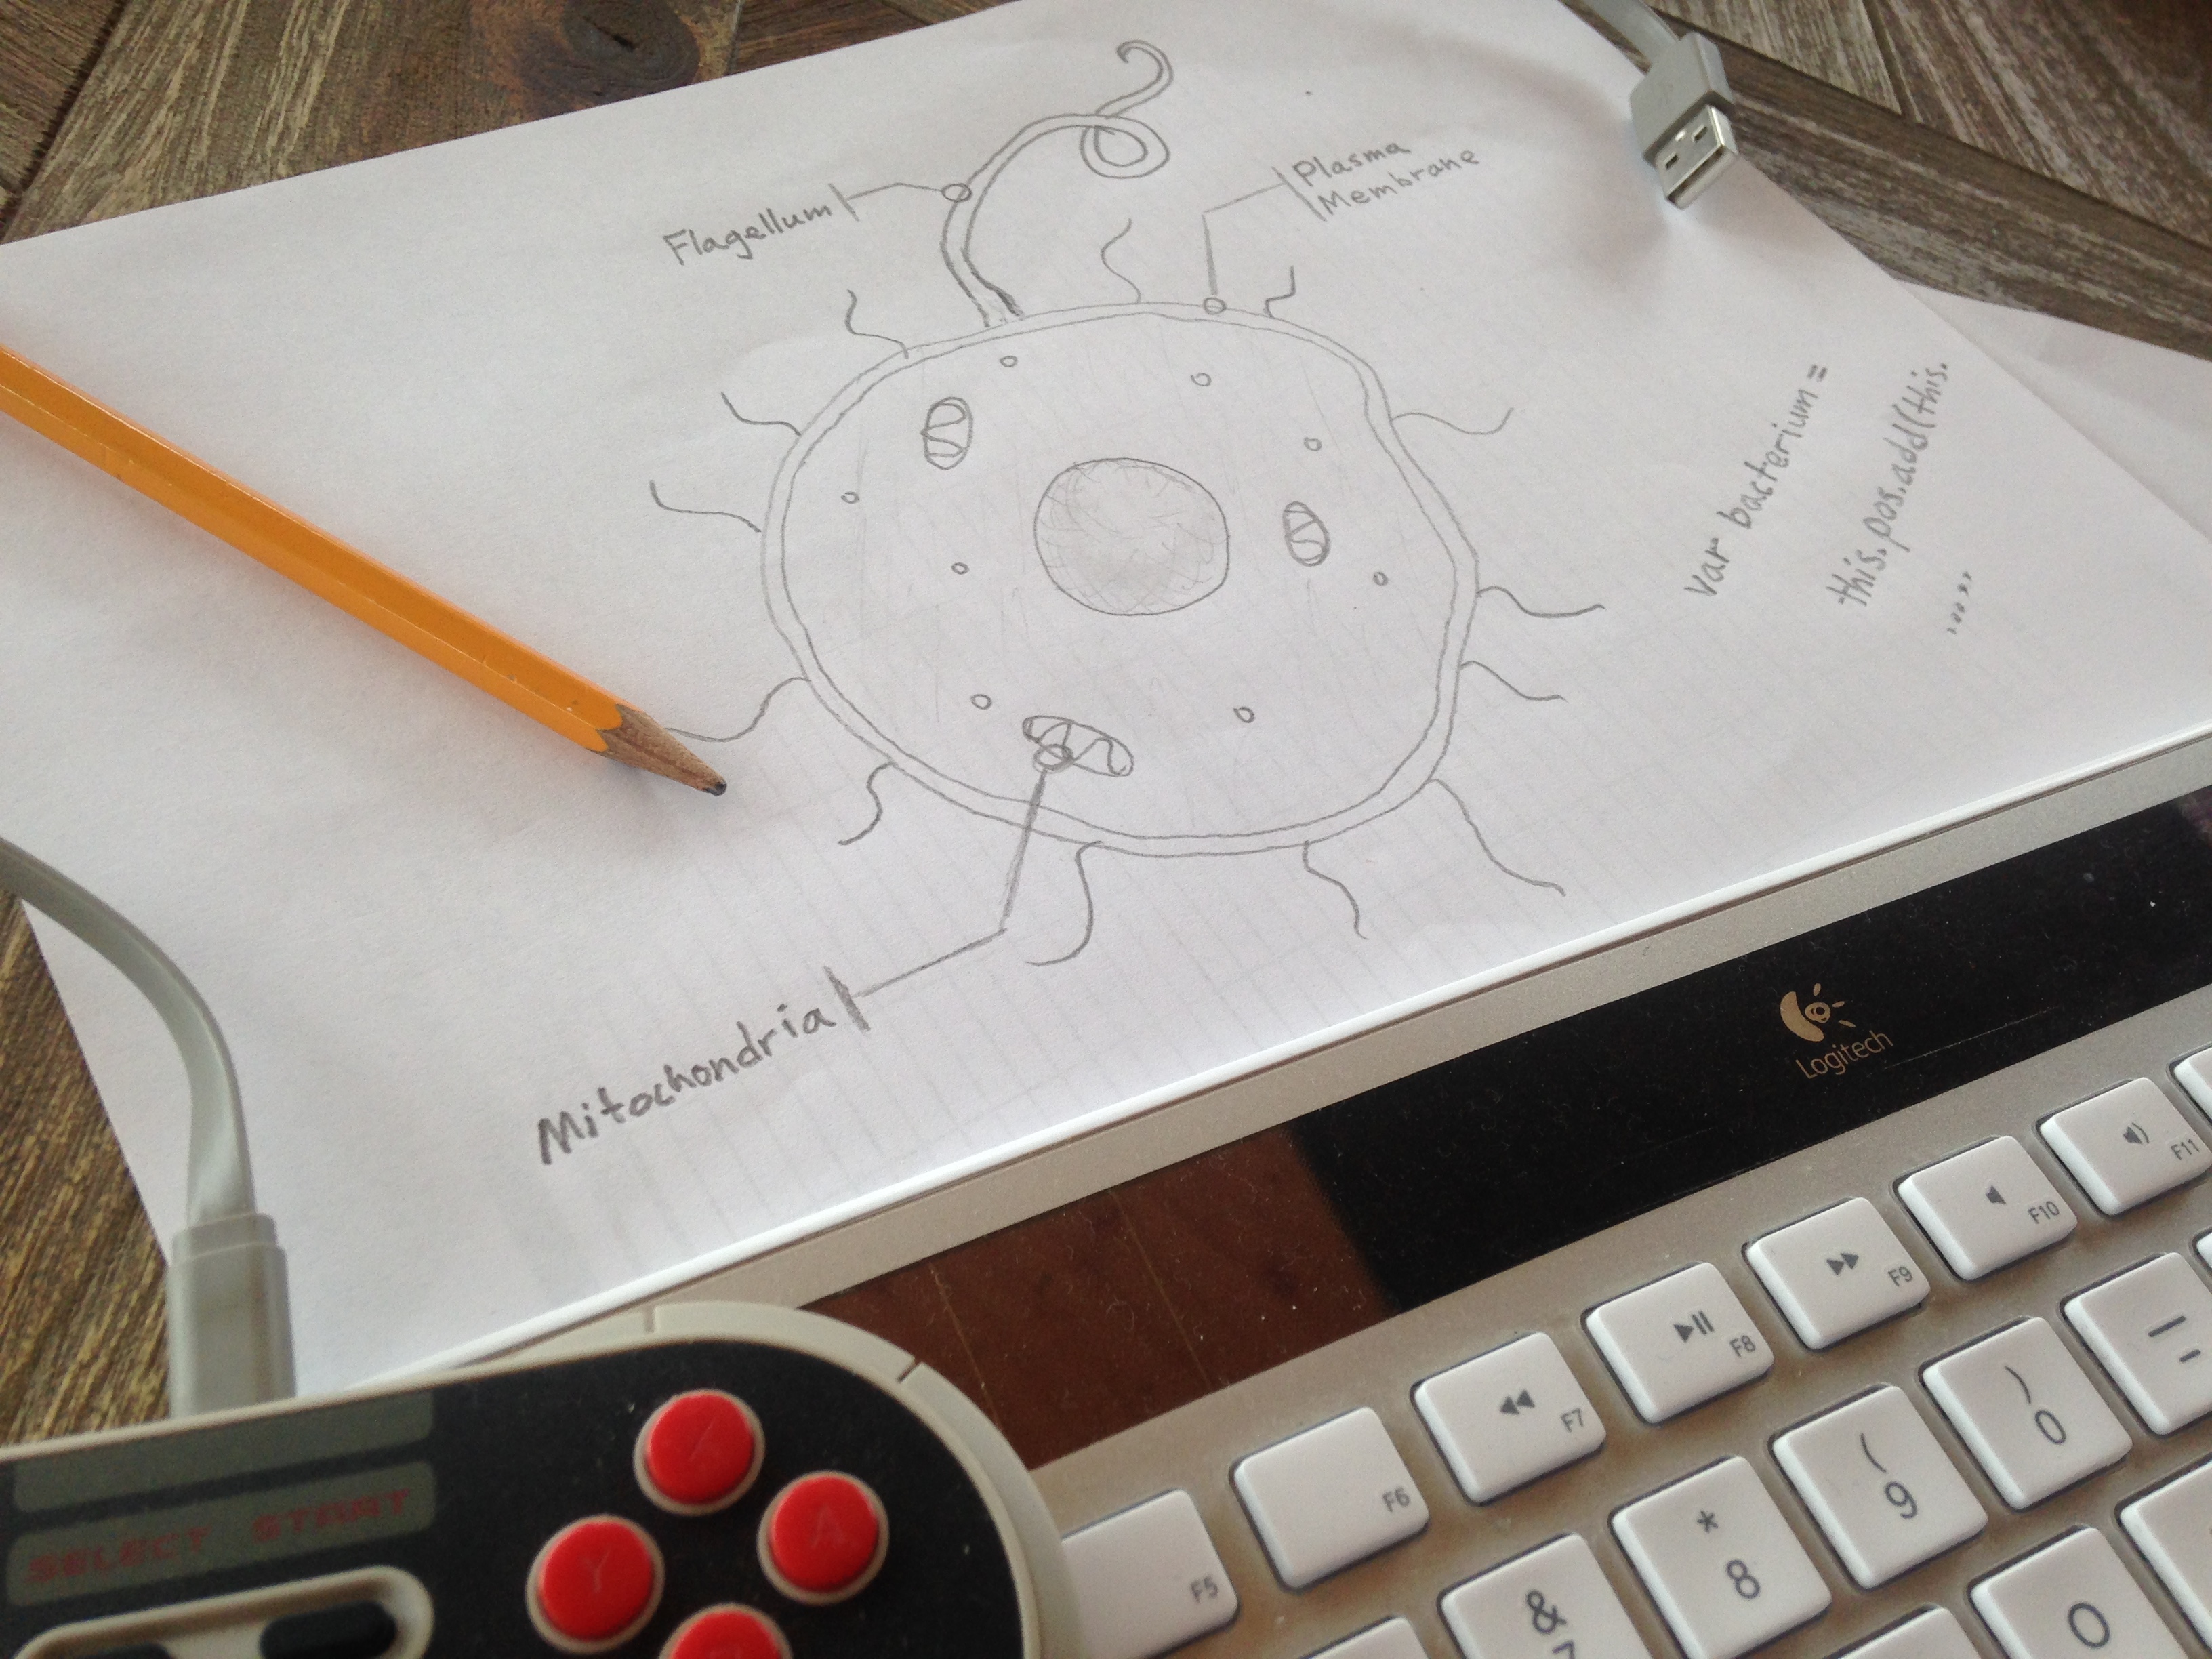 SELECT START
Y
A
Flagellum
Mitochondria
Plasma
Membrane
var bacterium =
this.pos.add(this.
.....
Logitech
F5
F6
F7
F8
F9
F10
F11
&
7
*
8
(
9
)
0
=
O